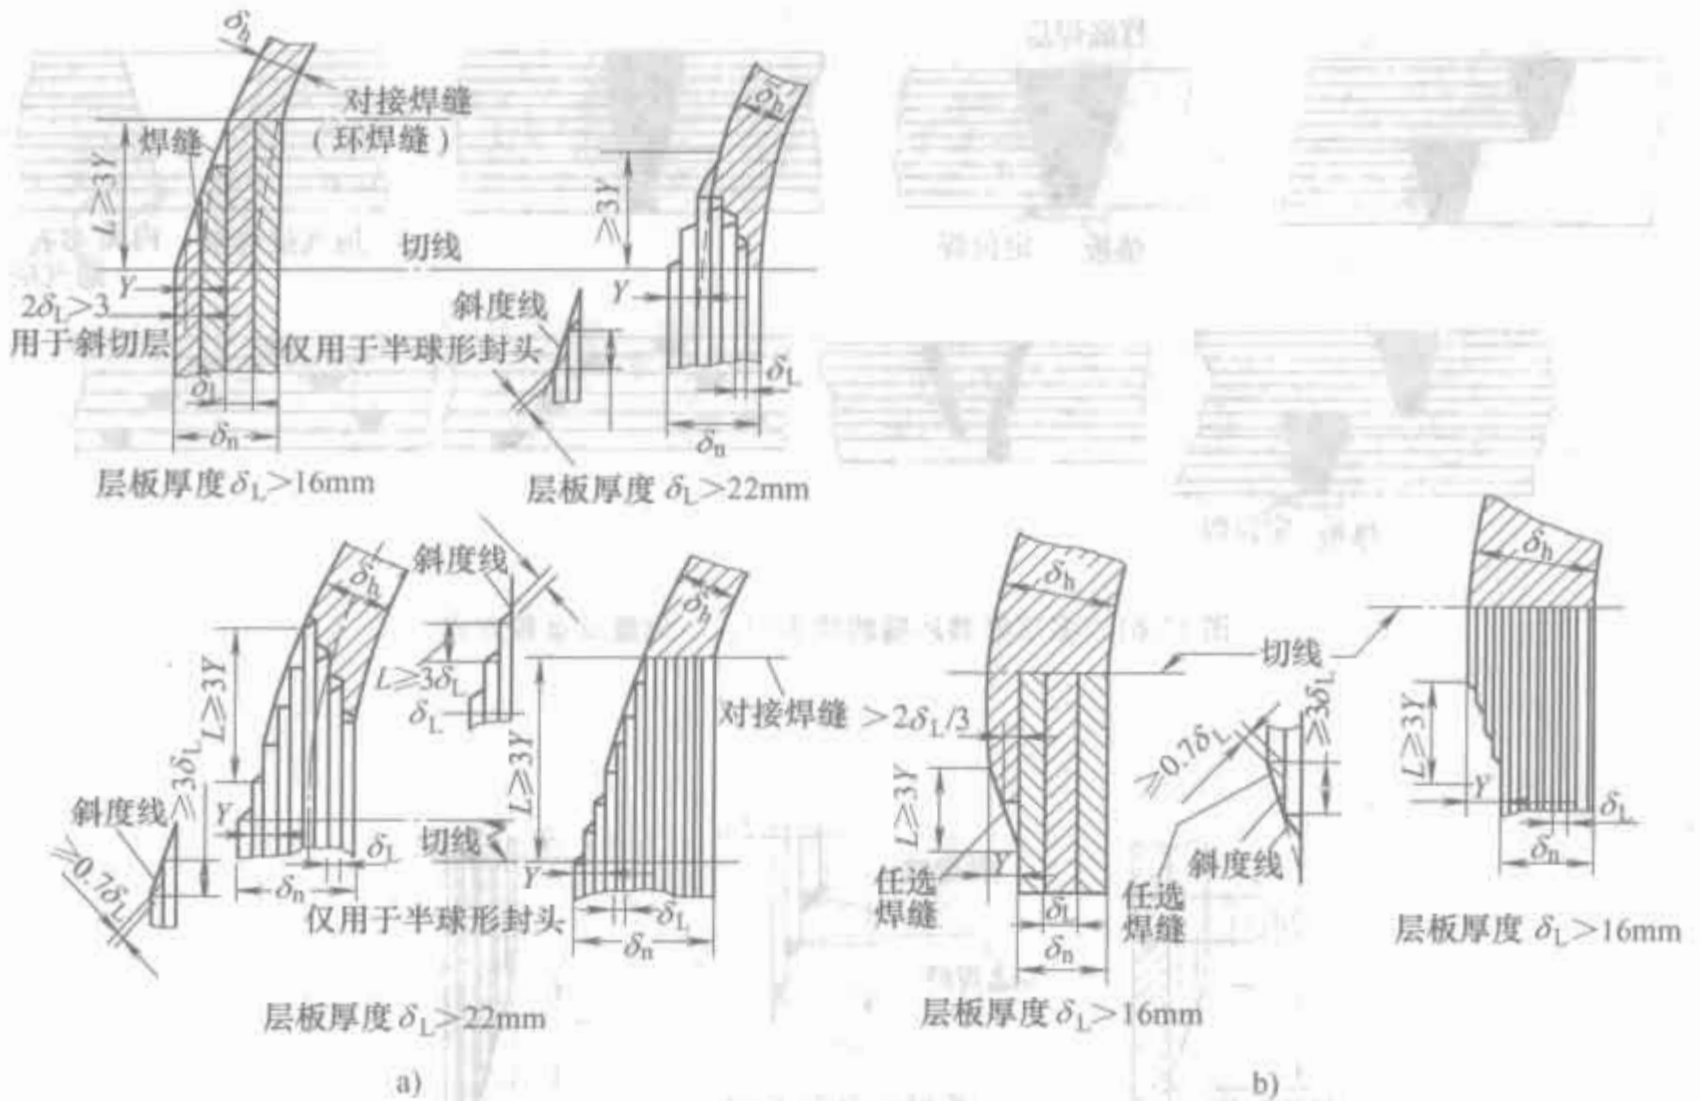 δh
对接焊缝
(环焊缝)
焊缝
L≥3Y
切线
Y
2δL>3
用于斜切层
δL
δn
层板厚度 δL>16mm
δh
≥3Y
Y
斜度线
仅用于半球形封头
δL
δn
层板厚度 δL>22mm
δh
斜度线
L≥3Y
L≥3δL
δL
≥3δL
斜度线
Y
≥0.7δL
δL
δn
δh
对接焊缝
L≥3Y
切线
Y
仅用于半球形封头
δL
δn
层板厚度 δL>22mm
a)
δh
切线
>2δL/3
L≥3Y
Y
任选
焊缝
δL
δn
≥0.7δL
≥3δL
斜度线
任选
焊缝
层板厚度 δL>16mm
δh
L≥3Y
Y
δL
δn
层板厚度 δL>16mm
b)